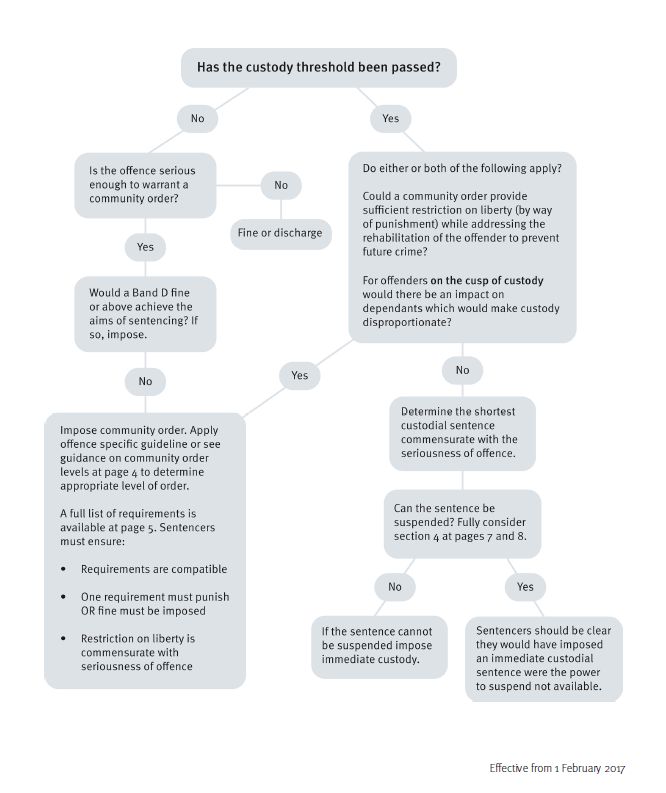 Has the custody threshold been passed?
No
Yes
Is the offence serious
enough to warrant a
community order?
No
Fine or discharge
Yes
Would a Band D fine
or above achieve the
aims of sentencing? If
so, impose.
No
Do either or both of the following apply?
Could a community order provide
sufficient restriction on liberty (by way
of punishment) while addressing the
rehabilitation of the offender to prevent
future crime?
For offenders on the cusp of custody
would there be an impact on
dependants which would make custody
disproportionate?
Yes
No
Impose community order. Apply
offence specific guideline or see
guidance on community order
levels at page 4 to determine
appropriate level of order.
A full list of requirements is
available at page 5. Sentencers
must ensure:
• Requirements are compatible
• One requirement must punish
OR fine must be imposed
• Restriction on liberty is
commensurate with
seriousness of offence
Determine the shortest
custodial sentence
commensurate with the
seriousness of offence.
Can the sentence be
suspended? Fully consider
section 4 at pages 7 and 8.
No
Yes
If the sentence cannot
be suspended impose
immediate custody.
Sentencers should be clear
they would have imposed
an immediate custodial
sentence were the power
to suspend not available.
Effective from 1 February 2017